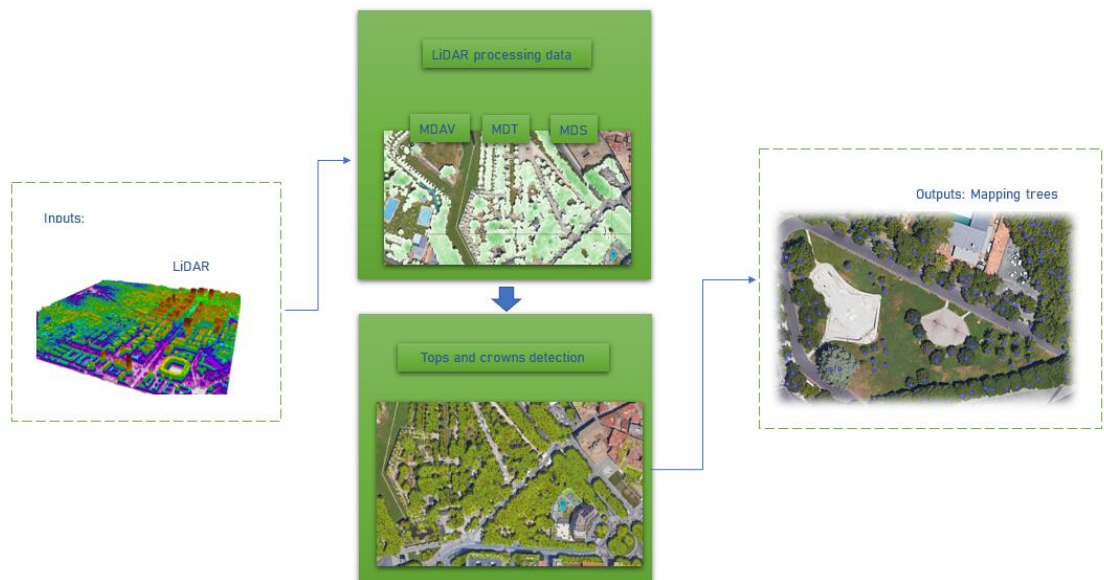 LiDAR processing data
MDAV MDT MDS
Inputs:
LiDAR
Tops and crowns detection
Outputs: Mapping trees